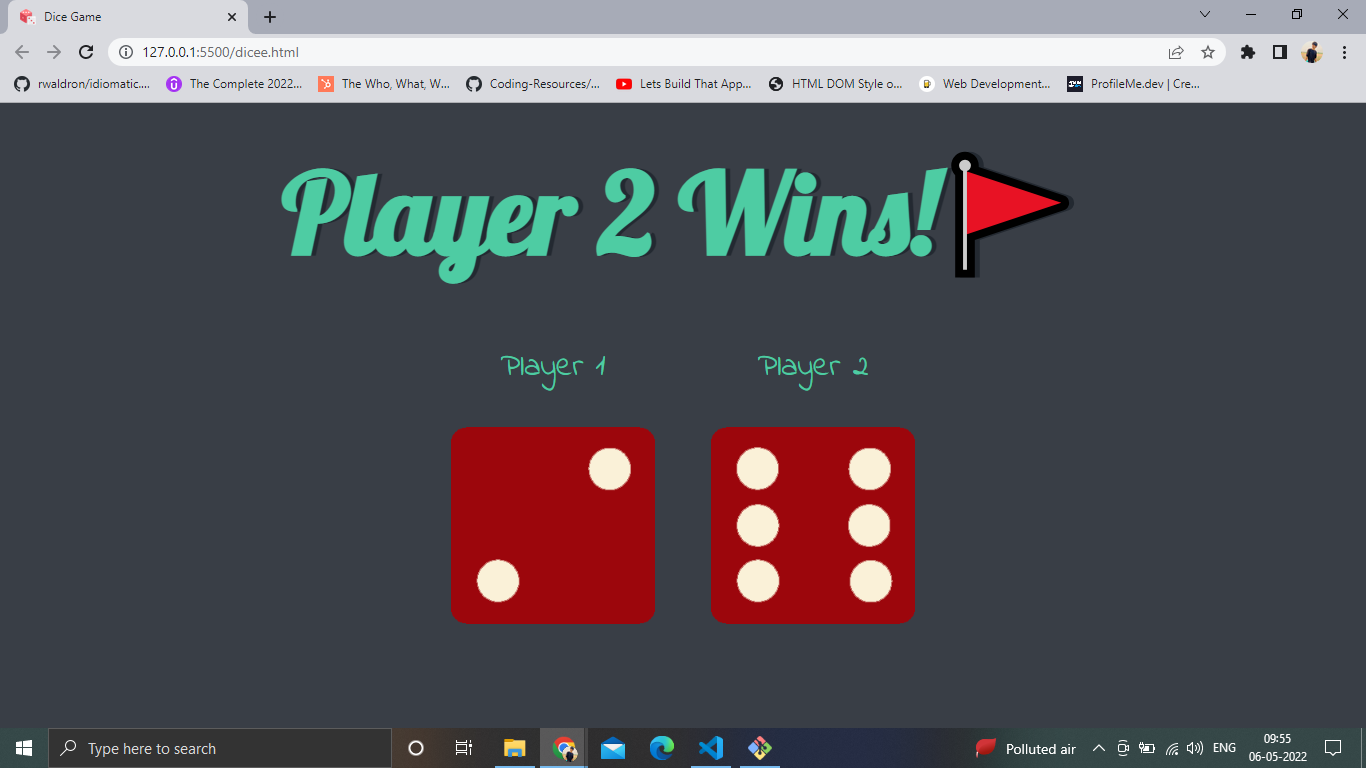 Dice Game
127.0.0.1:5500/dicee.html
rwaldron/idiomatic.... The Complete 2022... The Who, What, W... Coding-Resources/... Lets Build That App... HTML DOM Style o... Web Development... ProfileMe.dev | Cre...
Player 2 Wins!
Player 1 Player 2
Type here to search
Polluted air
ENG
09:55
06-05-2022